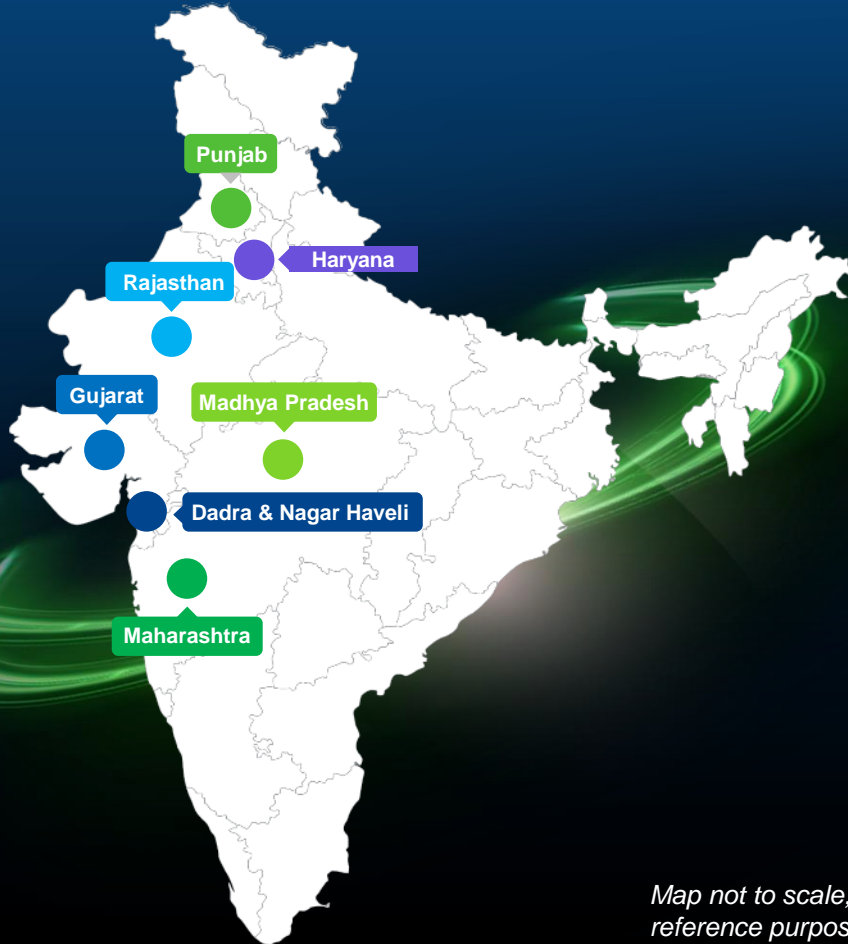 Punjab
Haryana
Rajasthan
Gujarat
Madhya Pradesh
Dadra & Nagar Haveli
Maharashtra
Map not to scale,
reference purpos